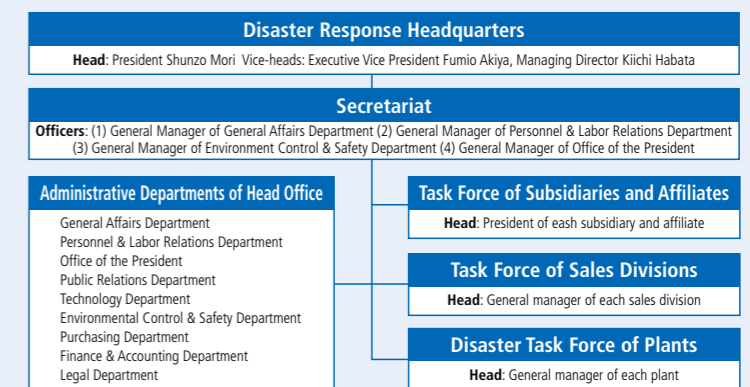 Disaster Response Headquarters
Head: President Shunzo Mori Vice-heads: Executive Vice President Fumio Akiya, Managing Director Kiichi Habata
Secretariat
Officers: (1) General Manager of General Affairs Department (2) General Manager of Personnel & Labor Relations Department
(3) General Manager of Environment Control & Safety Department (4) General Manager of Office of the President
Administrative Departments of Head Office
General Affairs Department
Personnel & Labor Relations Department
Office of the President
Public Relations Department
Technology Department
Environmental Control & Safety Department
Purchasing Department
Finance & Accounting Department
Legal Department
Task Force of Subsidiaries and Affiliates
Head: President of eash subsidiary and affiliate
Task Force of Sales Divisions
Head: General manager of each sales division
Disaster Task Force of Plants
Head: General manager of each plant